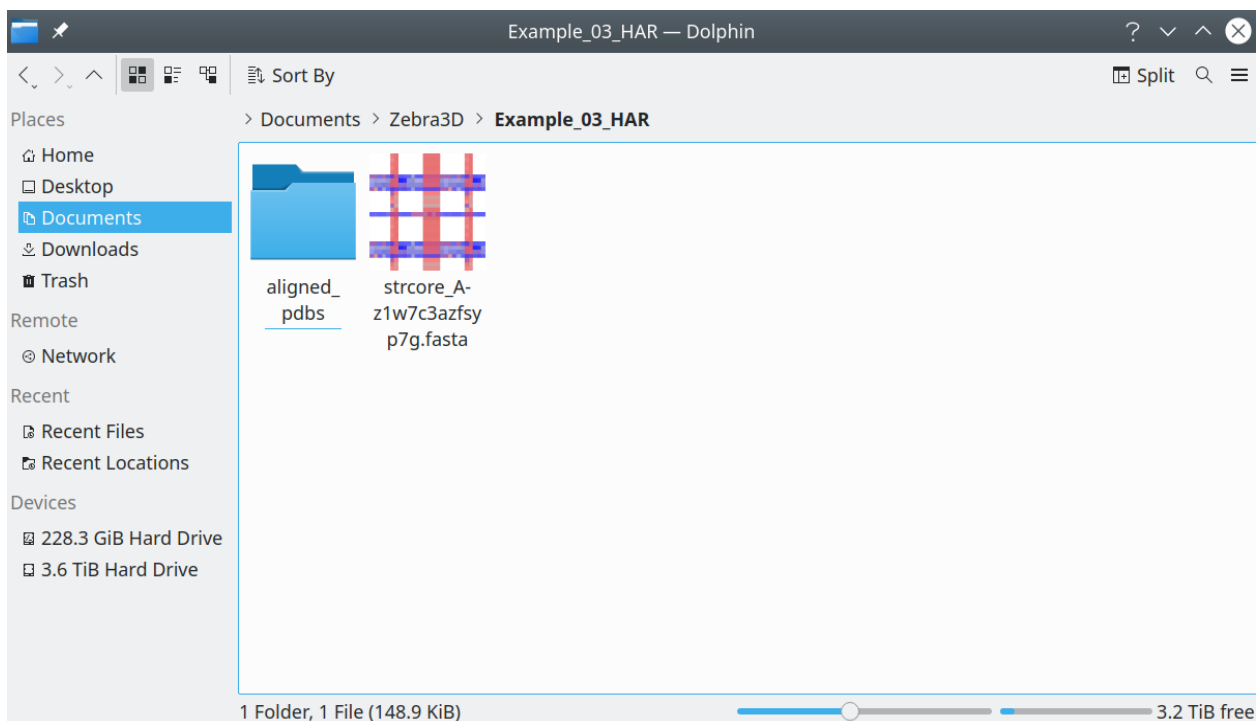 Example_03_HAR — Dolphin
Sort By
Split
Places
Home
Desktop
Documents
Downloads
Trash
Remote
Network
Recent
Recent Files
Recent Locations
Devices
228.3 GiB Hard Drive
3.6 TiB Hard Drive
> Documents > Zebra3D > Example_03_HAR
aligned_
pdbs
strcore_A-
z1w7c3azfsy
p7g.fasta
1 Folder, 1 File (148.9 KiB)
3.2 TiB free